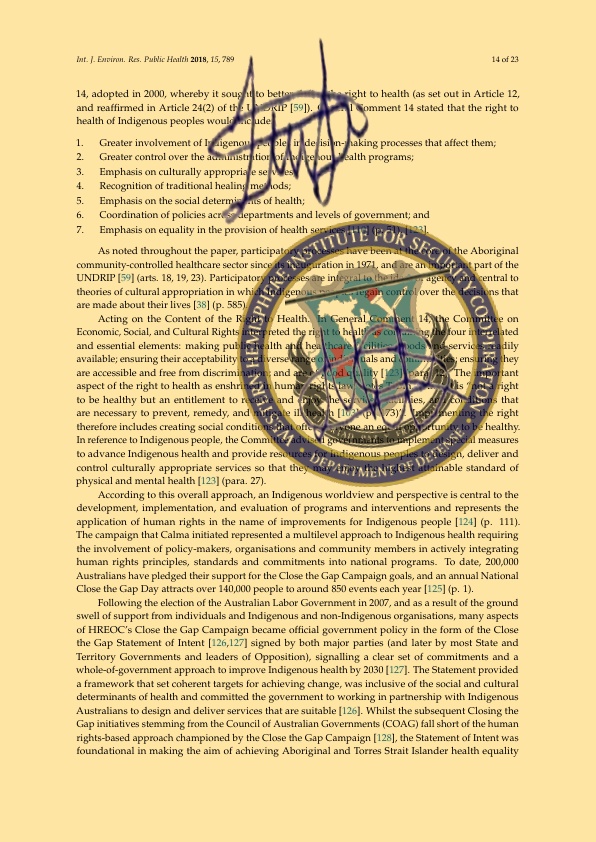 Int. J. Environ. Res. Public Health 2018, 15, 789
14 of 23
14, adopted in 2000, whereby it sought to better the right to health (as set out in Article 12,
and reaffirmed in Article 24(2) of the UNDRIP [59]). General Comment 14 stated that the right to
health of Indigenous peoples would include:
1. Greater involvement of Indigenous peoples in decision-making processes that affect them;
2. Greater control over the administration of Indigenous health programs;
3. Emphasis on culturally appropriate services;
4. Recognition of traditional healing methods;
5. Emphasis on the social determinants of health;
6. Coordination of policies across departments and levels of government; and
7. Emphasis on equality in the provision of health services [110] (p. 51), [123].
As noted throughout the paper, participatory processes have been at the core of the Aboriginal
community-controlled healthcare sector since its inauguration in 1971, and are an important part of the
UNDRIP [59] (arts. 18, 19, 23). Participatory processes are integral to the agency and central to
theories of cultural appropriation in which Indigenous regain control over the decisions that
are made about their lives [38] (p. 585).
Acting on the Content of the Right to Health. In General Comment 14, the Committee on
Economic, Social, and Cultural Rights interpreted the right to health as containing the four interrelated
and essential elements: making public health and healthcare facilities, goods and services readily
available; ensuring their acceptability to a diverse range of individuals and communities; ensuring they
are accessible and free from discrimination; and are of good quality [123] (para. 12). The important
aspect of the right to health as enshrined in human rights law is "not a right
to be healthy but an entitlement to receive and enjoy the services, facilities, and conditions that
are necessary to prevent, remedy, and mitigate ill health [103] (p. 73)". Implementing the right
therefore includes creating social conditions that offer everyone an equal opportunity to be healthy.
In reference to Indigenous people, the Committee advised governments to implement special measures
to advance Indigenous health and provide resources for indigenous peoples to design, deliver and
control culturally appropriate services so that they may enjoy the highest attainable standard of
physical and mental health [123] (para. 27).
According to this overall approach, an Indigenous worldview and perspective is central to the
development, implementation, and evaluation of programs and interventions and represents the
application of human rights in the name of improvements for Indigenous people [124] (p. 111).
The campaign that Calma initiated represented a multilevel approach to Indigenous health requiring
the involvement of policy-makers, organisations and community members in actively integrating
human rights principles, standards and commitments into national programs. To date, 200,000
Australians have pledged their support for the Close the Gap Campaign goals, and an annual National
Close the Gap Day attracts over 140,000 people to around 850 events each year [125] (p. 1).
Following the election of the Australian Labor Government in 2007, and as a result of the ground
swell of support from individuals and Indigenous and non-Indigenous organisations, many aspects
of HREOC's Close the Gap Campaign became official government policy in the form of the Close
the Gap Statement of Intent [126,127] signed by both major parties (and later by most State and
Territory Governments and leaders of Opposition), signalling a clear set of commitments and a
whole-of-government approach to improve Indigenous health by 2030 [127]. The Statement provided
a framework that set coherent targets for achieving change, was inclusive of the social and cultural
determinants of health and committed the government to working in partnership with Indigenous
Australians to design and deliver services that are suitable [126]. Whilst the subsequent Closing the
Gap initiatives stemming from the Council of Australian Governments (COAG) fall short of the human
rights-based approach championed by the Close the Gap Campaign [128], the Statement of Intent was
foundational in making the aim of achieving Aboriginal and Torres Strait Islander health equality
INSTITUTE FOR SECURITY
DEPARTMENT OF DEFENSE